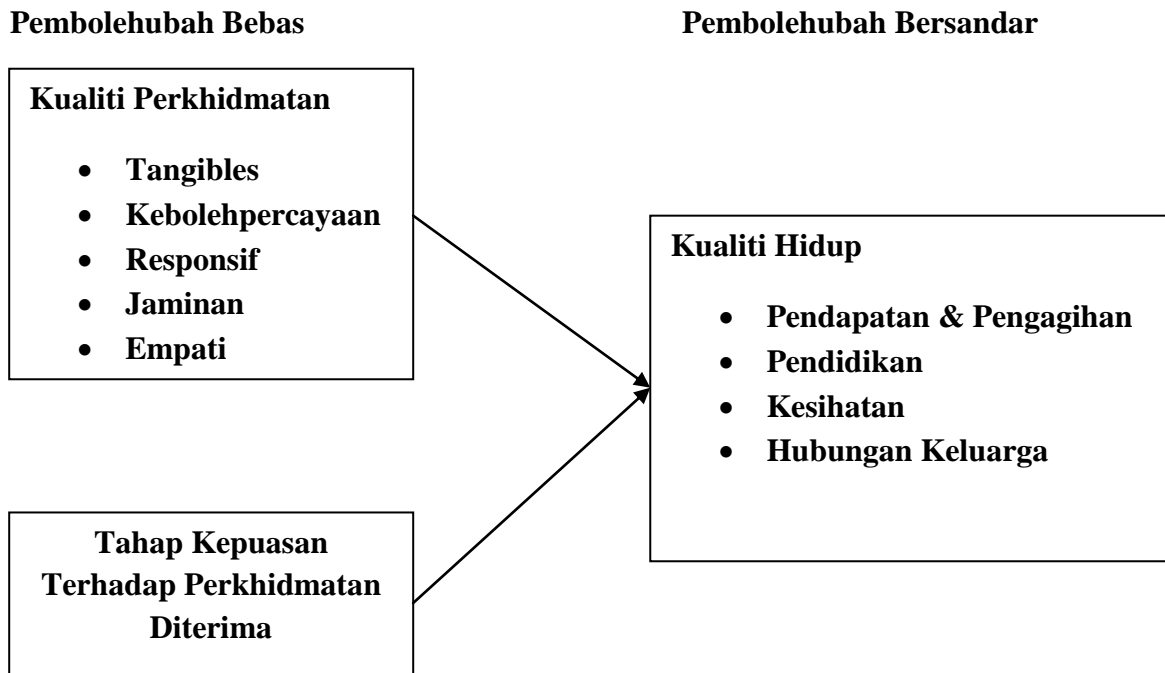 Pembolehubah Bebas
Pembolehubah Bersandar
Kualiti Perkhidmatan
• Tangibles
• Kebolehpercayaan
• Responsif
• Jaminan
• Empati
Kualiti Hidup
• Pendapatan & Pengagihan
• Pendidikan
• Kesihatan
• Hubungan Keluarga
Tahap Kepuasan
Terhadap Perkhidmatan
Diterima